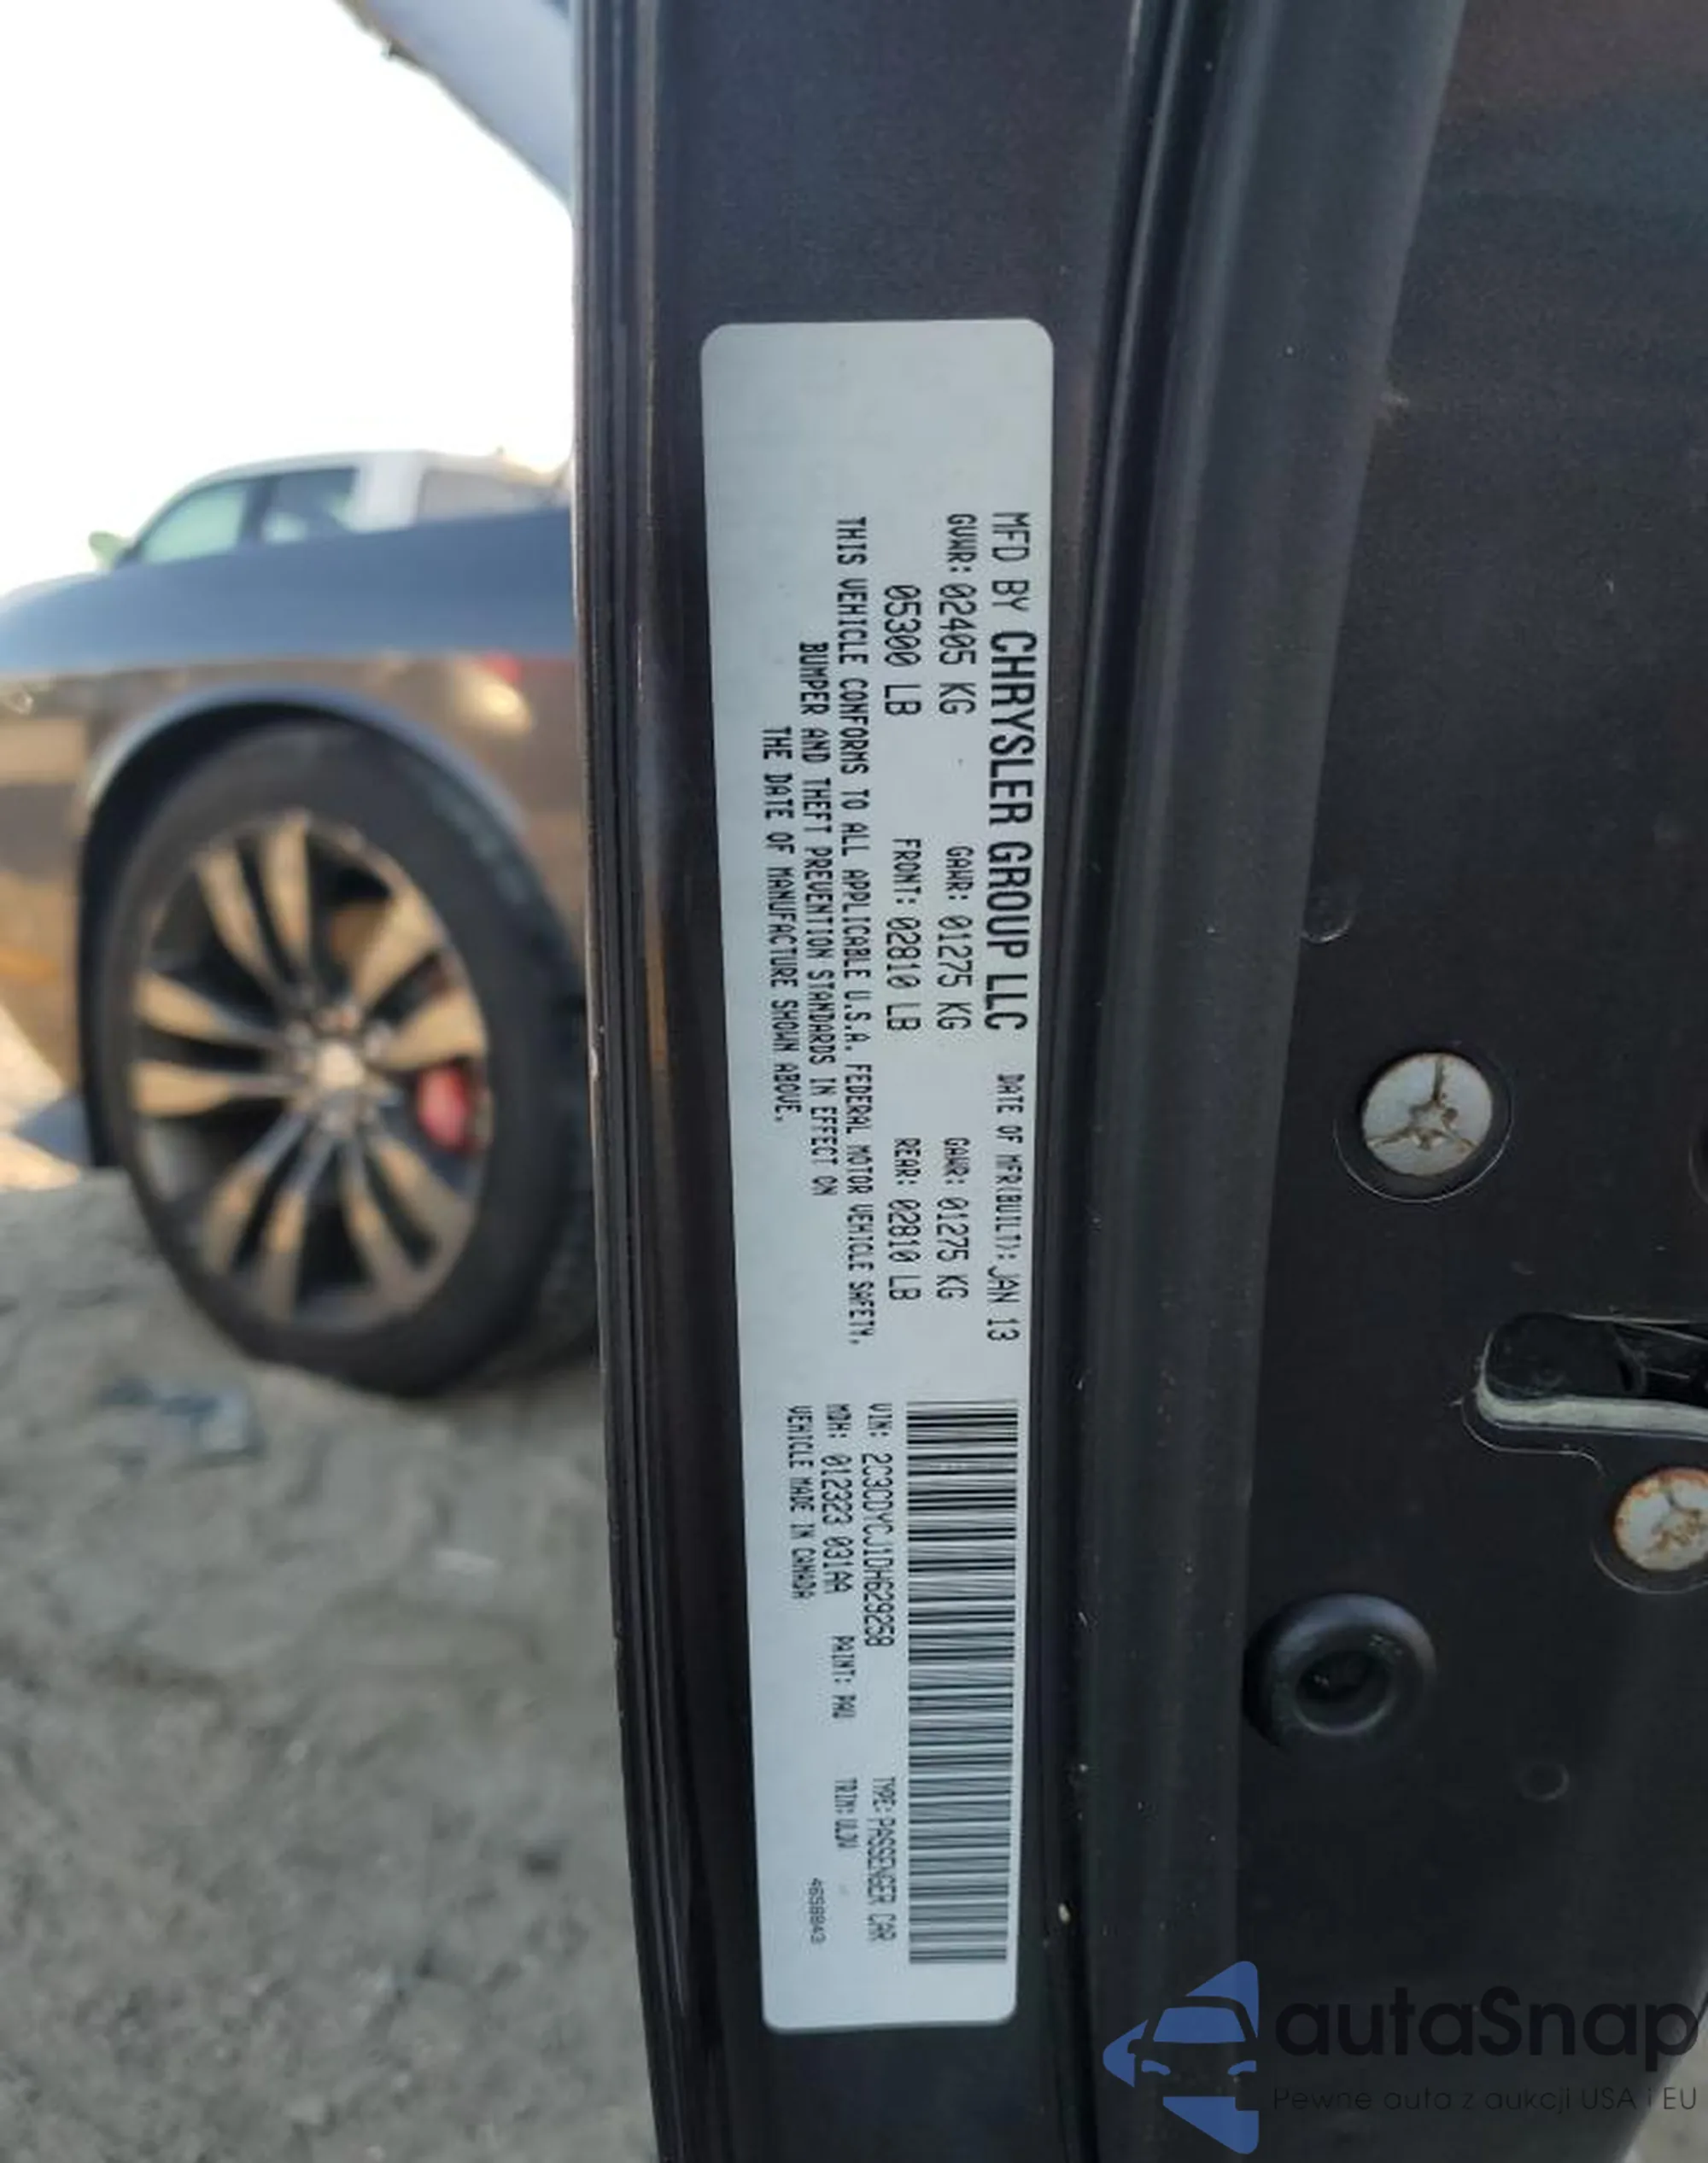 MFD BY CHRYSLER GROUP LLC DATE OF MFR(BUILT): JAN 13
GVWR: 02405 KG GAWR: 01275 KG GAWR: 01275 KG
05300 LB FRONT: 02810 LB REAR: 02810 LB
THIS VEHICLE CONFORMS TO ALL APPLICABLE U.S.A. FEDERAL MOTOR VEHICLE SAFETY,
BUMPER AND THEFT PREVENTION STANDARDS IN EFFECT ON
THE DATE OF MANUFACTURE SHOWN ABOVE.
VIN: 2C3CDYCJ1DH629258 TYPE: PASSENGER CAR
MDH: 012323 031AA PAINT: PAU TRIM:
VEHICLE MADE IN CANADA
autaSnap
Pewne auta z aukcji USA i EU